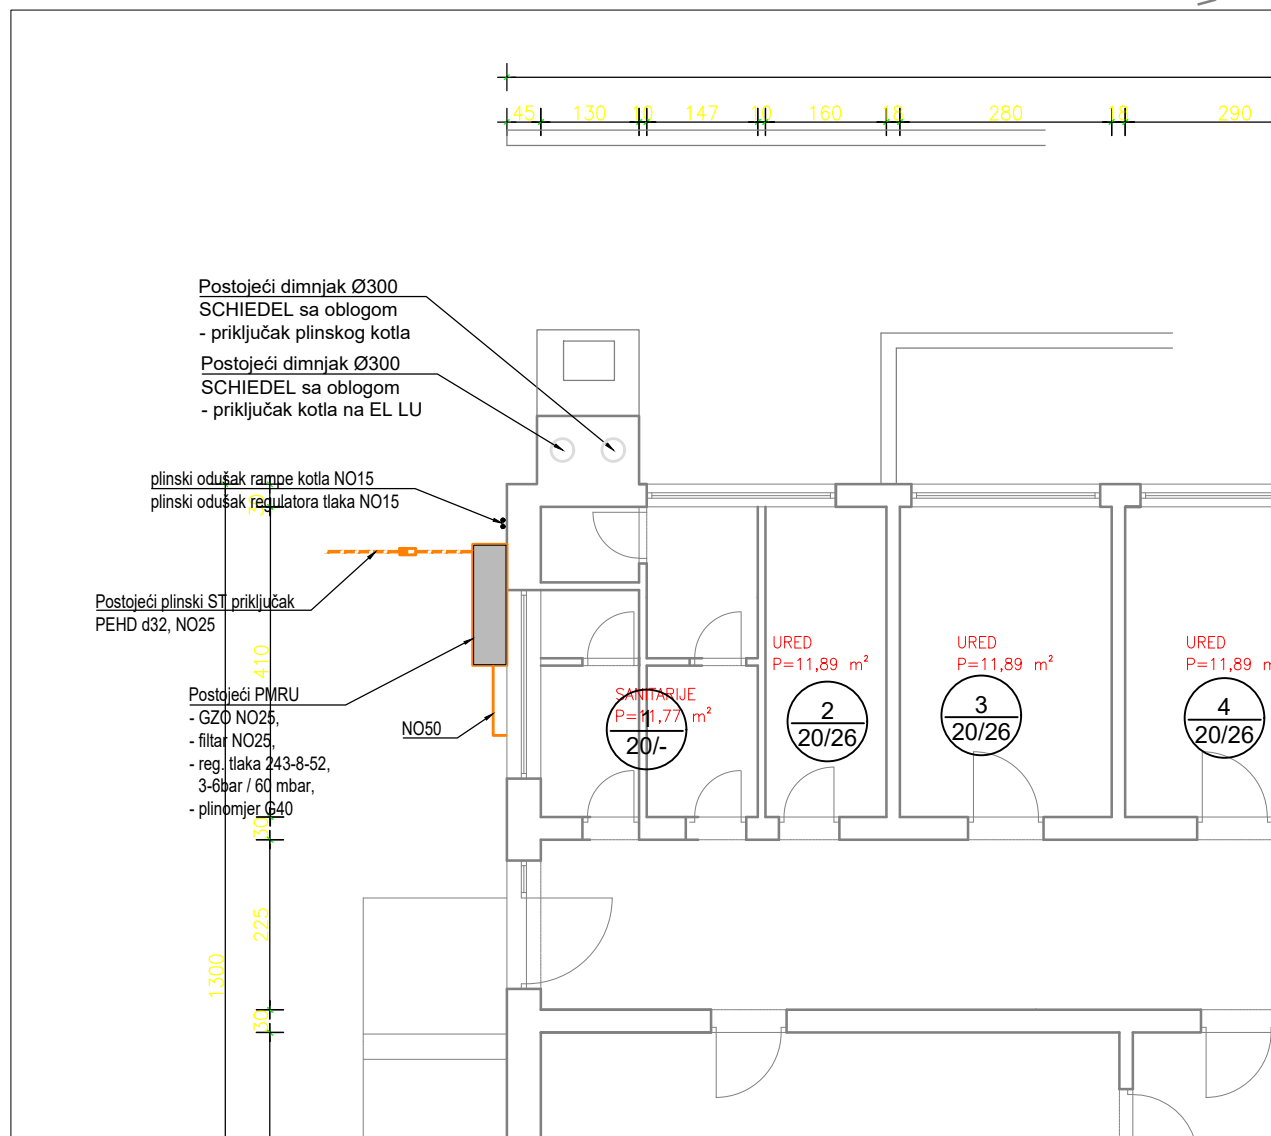 45 130 10 147 10 160 18 280 18 290
Postojeći dimnjak Ø300
SCHIEDEL sa oblogom
- priključak plinskog kotla
Postojeći dimnjak Ø300
SCHIEDEL sa oblogom
- priključak kotla na EL LU
plinski odušak rampe kotla NO15
plinski odušak regulatora tlaka NO15
Postojeći plinski ST priključak
PEHD d32, NO25
410
Postojeći PMRU
- GZO NO25,
- filtar NO25,
- reg. tlaka 243-8-52,
3-6bar / 60 mbar,
- plinomjer G40
NO50
SANITARIJE
P=11,77 m²
1
20/-
URED
P=11,89 m²
2
20/26
URED
P=11,89 m²
3
20/26
URED
P=11,89 m
4
20/26
30
225
1300
30